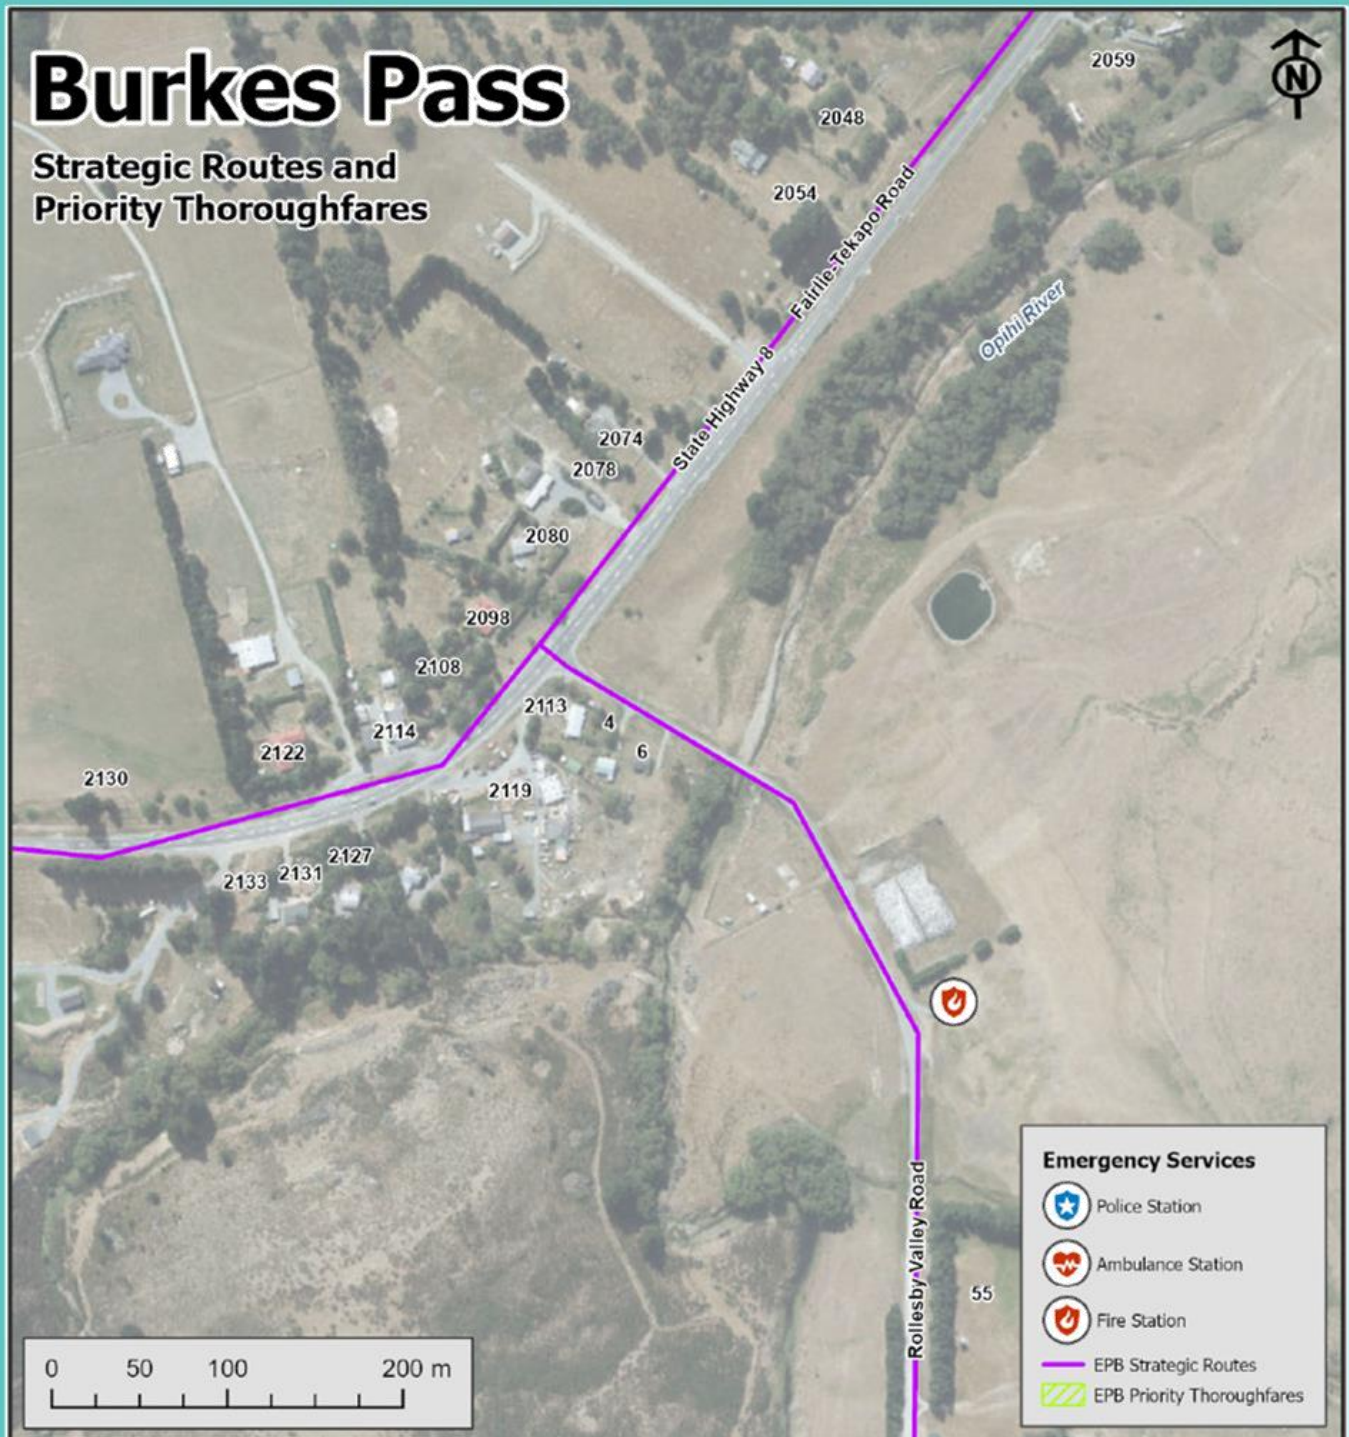 Burkes Pass
Strategic Routes and
Priority Thoroughfares
N
2059
2048
2054
Fairlie-Tekapo Road
Opihi River
State Highway 8
2074
2078
2080
2098
2108
2113
4
2114
6
2122
2130
2119
2127
2131
2133
Rollesby Valley Road
55
Emergency Services
Police Station
Ambulance Station
Fire Station
EPB Strategic Routes
EPB Priority Thoroughfares
0 50 100 200 m